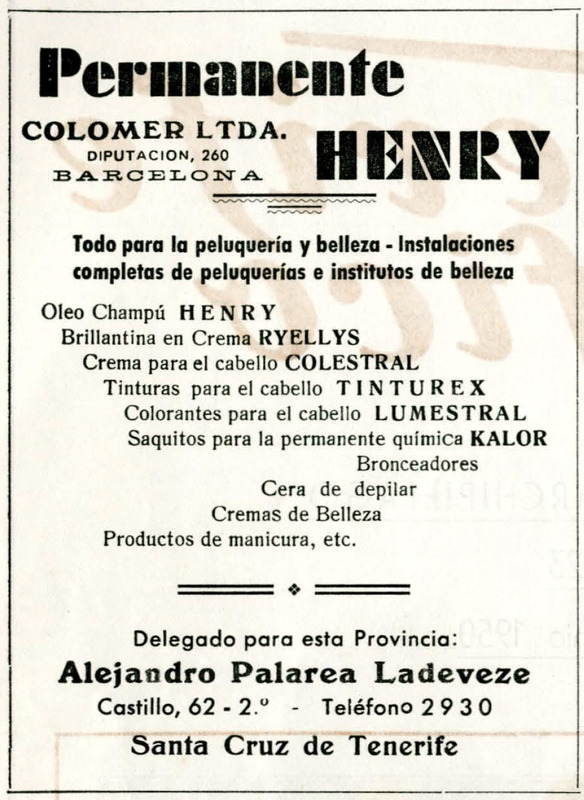 Permanente
COLOMER LTDA.
DIPUTACION, 260
BARCELONA
HENRY
Todo para la peluquería y belleza - Instalaciones
completas de peluquerías e institutos de belleza
Oleo Champú HENRY
Brillantina en Crema RYELLYS
Crema para el cabello COLESTRAL
Tinturas para el cabello TINTUREX
Colorantes para el cabello LUMESTRAL
Saquitos para la permanente química KALOR
Bronceadores
Cera de depilar
Cremas de Belleza
Productos de manicura, etc.
Delegado para esta Provincia:
Alejandro Palarea Ladeveze
Castillo, 62 - 2.º - Teléfono 2930
Santa Cruz de Tenerife